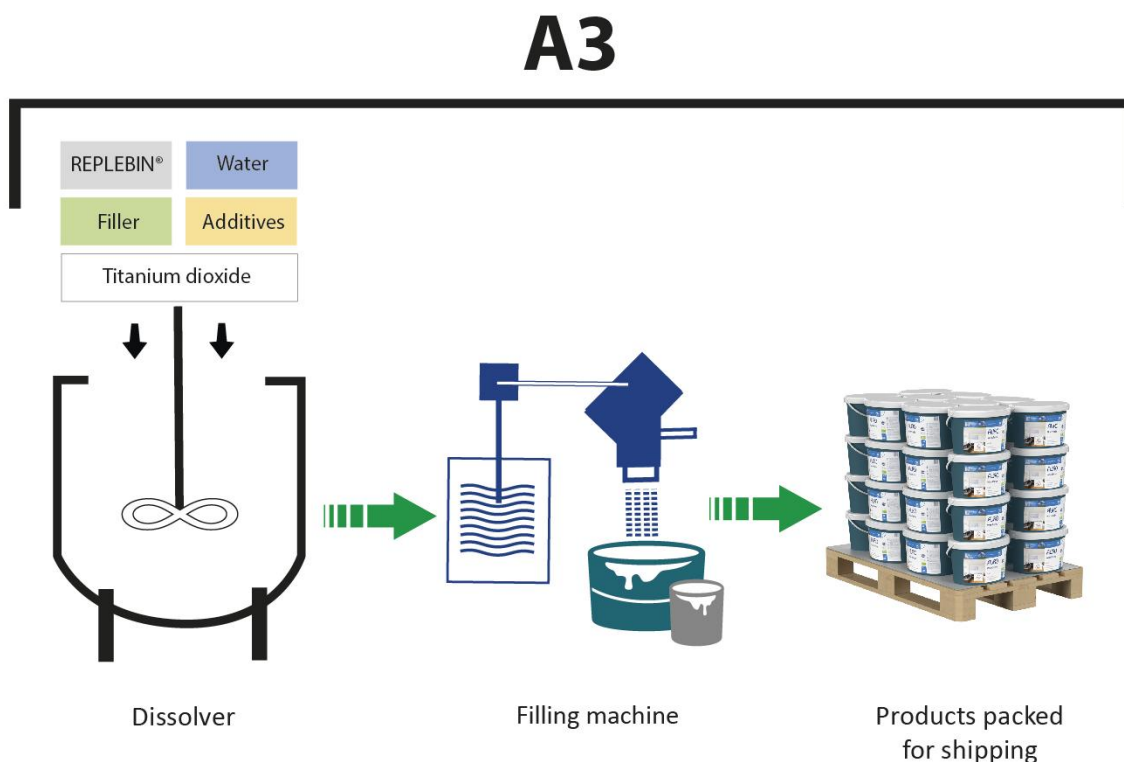 A3
REPLEBIN®
Water
Filler
Additives
Titanium dioxide
Dissolver
Filling machine
Products packed
for shipping